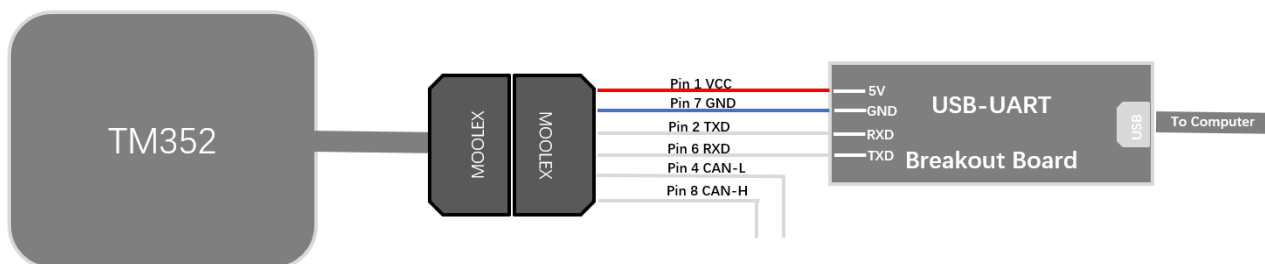 TM352
MOOLEX
MOOLEX
Pin 1 VCC
Pin 7 GND
Pin 2 TXD
Pin 6 RXD
Pin 4 CAN-L
Pin 8 CAN-H
5V
GND
RXD
TXD
USB-UART
Breakout Board
USB
To Computer